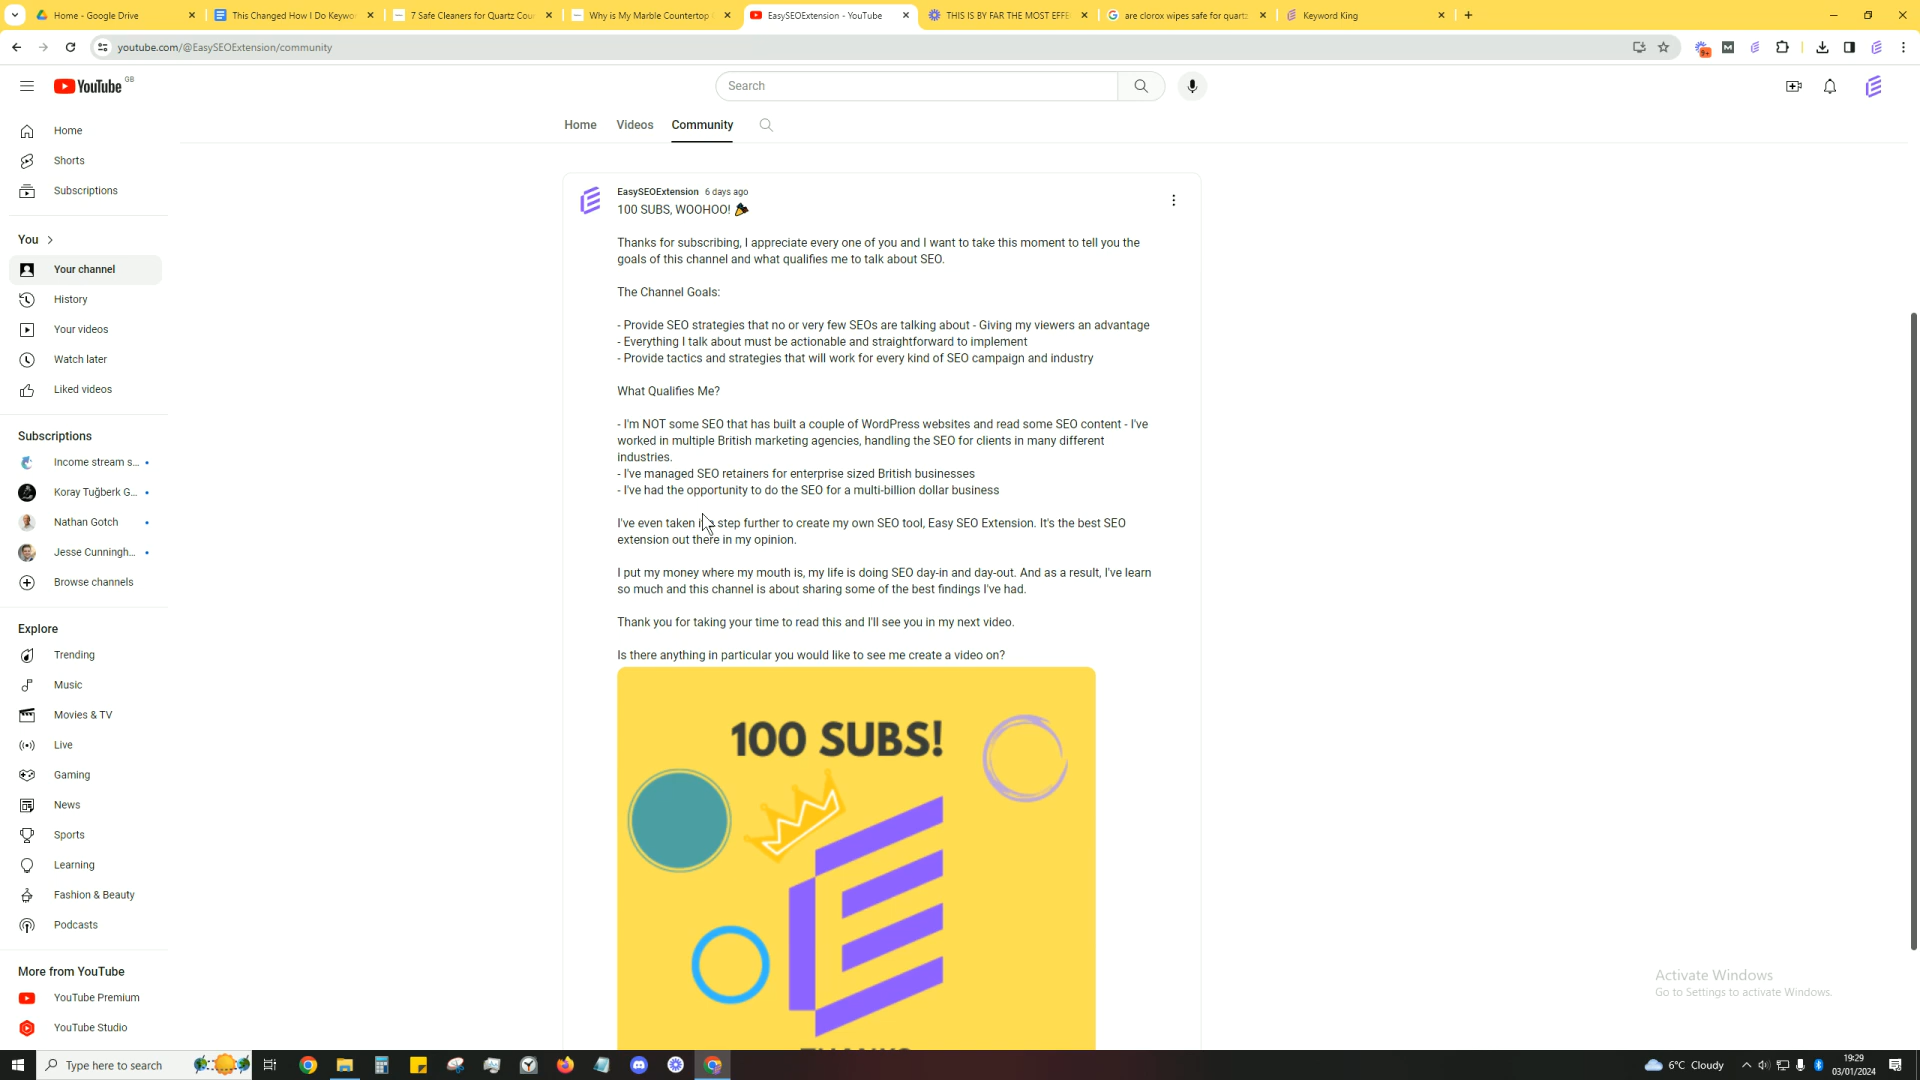 Home - Google Drive
This Changed How I Do Keywo
7 Safe Cleaners for Quartz Cou
Why is My Marble Countertop
EasySEOExtension - YouTube
THIS IS BY FAR THE MOST EFFE
are clorox wipes safe for quartz
Keyword King
youtube.com/@EasySEOExtension/community
9+
YouTube GB
Search
Home Videos Community
Home
Shorts
Subscriptions
You
Your channel
History
Your videos
Watch later
Liked videos
Subscriptions
Income stream s...
Koray Tuğberk G...
Nathan Gotch
Jesse Cunningh...
Browse channels
Explore
Trending
Music
Movies & TV
Live
Gaming
News
Sports
Learning
Fashion & Beauty
Podcasts
More from YouTube
YouTube Premium
YouTube Studio
EasySEOExtension 6 days ago
100 SUBS, WOOHOO! 🎉
Thanks for subscribing, I appreciate every one of you and I want to take this moment to tell you the
goals of this channel and what qualifies me to talk about SEO.
The Channel Goals:
- Provide SEO strategies that no or very few SEOs are talking about - Giving my viewers an advantage
- Everything I talk about must be actionable and straightforward to implement
- Provide tactics and strategies that will work for every kind of SEO campaign and industry
What Qualifies Me?
- I'm NOT some SEO that has built a couple of WordPress websites and read some SEO content - I've
worked in multiple British marketing agencies, handling the SEO for clients in many different
industries.
- I've managed SEO retainers for enterprise sized British businesses
- I've had the opportunity to do the SEO for a multi-billion dollar business
I've even taken it a step further to create my own SEO tool, Easy SEO Extension. It's the best SEO
extension out there in my opinion.
I put my money where my mouth is, my life is doing SEO day-in and day-out. And as a result, I've learn
so much and this channel is about sharing some of the best findings I've had.
Thank you for taking your time to read this and I'll see you in my next video.
Is there anything in particular you would like to see me create a video on?
100 SUBS!
THANKS
Activate Windows
Go to Settings to activate Windows.
Type here to search
6°C Cloudy
19:29
03/01/2024